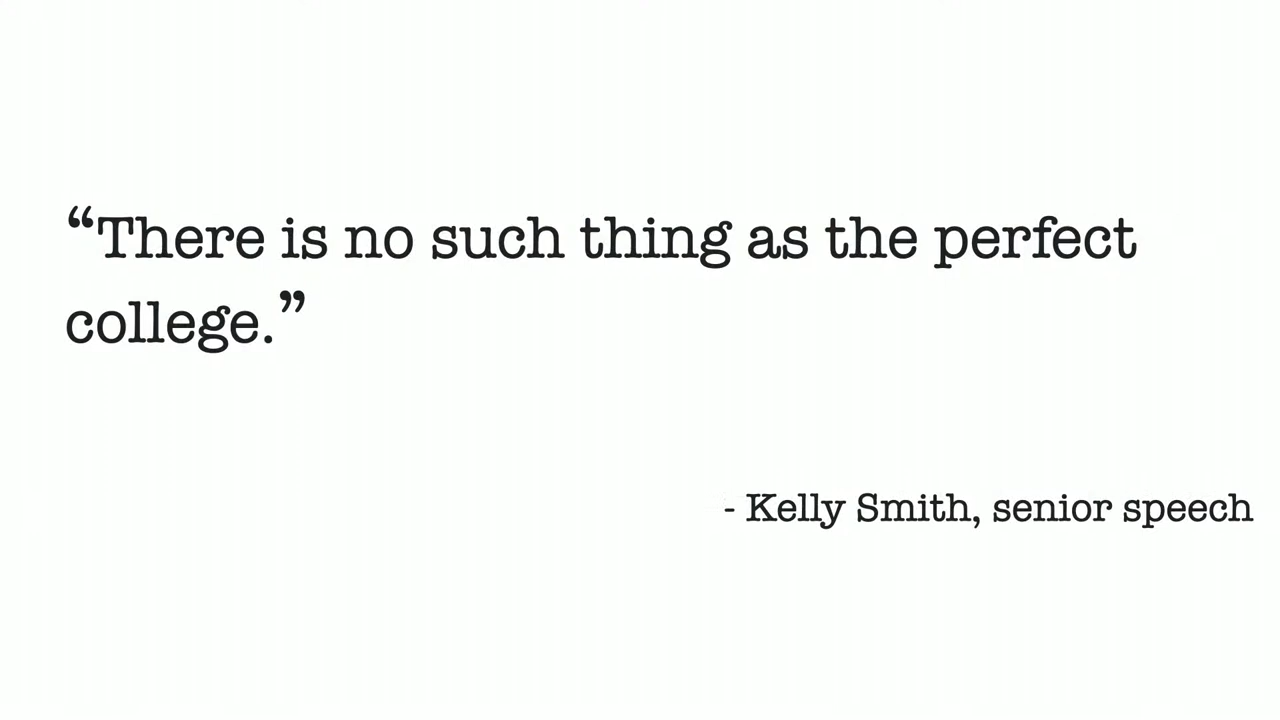 “There is no such thing as the perfect
college.”
- Kelly Smith, senior speech